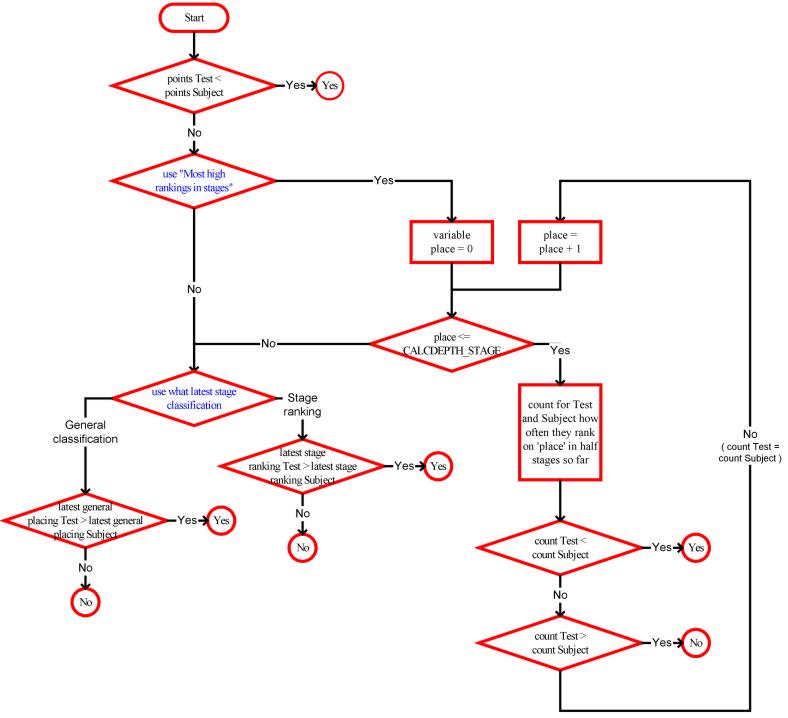 Start
points Test <
points Subject
Yes
Yes
No
use "Most high
rankings in stages"
Yes
variable
place = 0
place =
place + 1
No
place <=
CALCDEPTH_STAGE
No
Yes
use what latest stage
classification
Stage
ranking
General
classification
count for Test
and Subject how
often they rank
on 'place' in half
stages so far
No
( count Test =
count Subject )
latest stage
ranking Test > latest stage
ranking Subject
Yes
Yes
No
No
latest general
placing Test > latest general
placing Subject
Yes
Yes
No
No
count Test <
count Subject
Yes
Yes
No
count Test >
count Subject
Yes
No